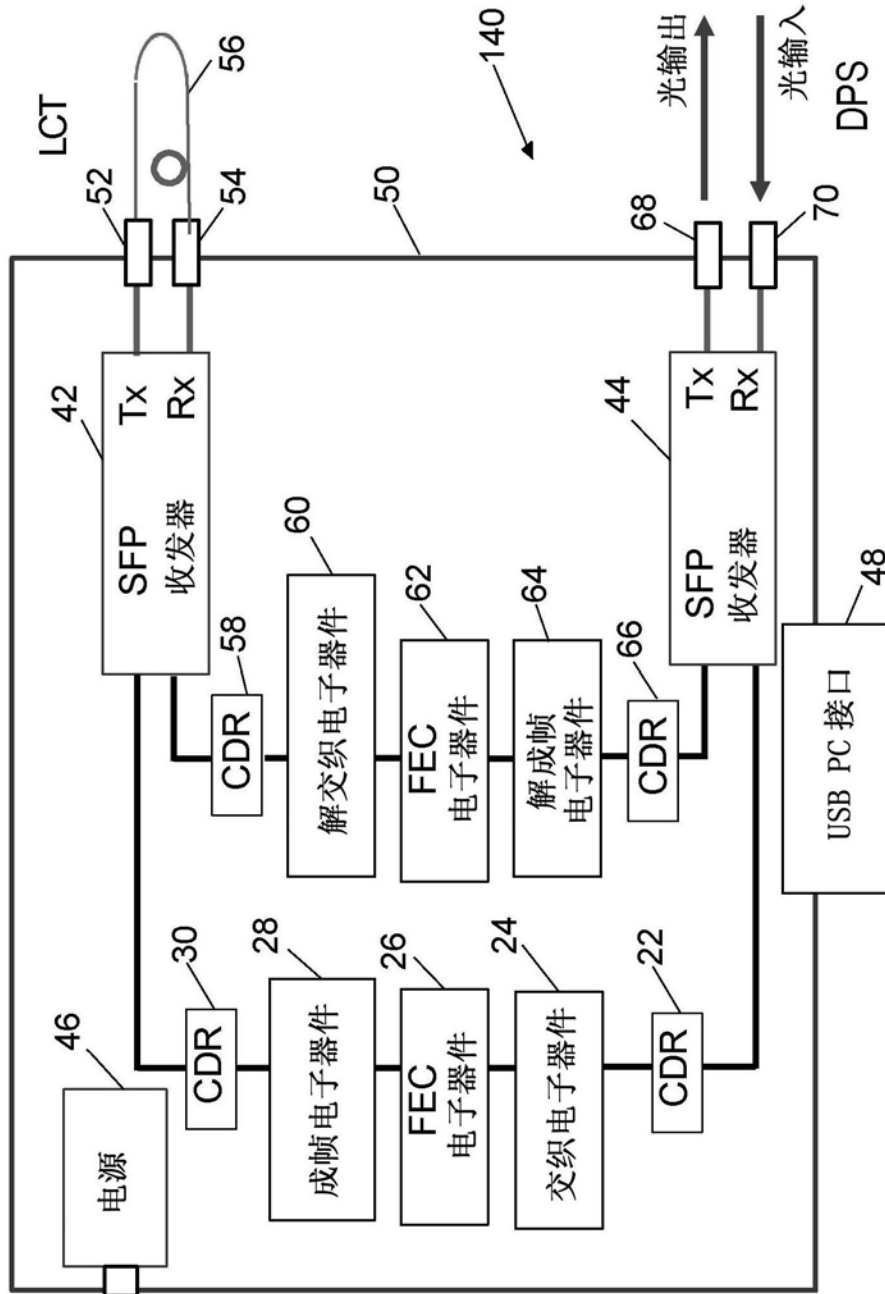 LCT
52
54
56
50
140
42
SFP
收发器
Tx
Rx
46
电源
30
CDR
28
成帧电子器件
26
FEC
电子器件
24
交织电子器件
22
CDR
58
CDR
60
解交织电子器件
62
FEC
电子器件
64
解成帧
电子器件
66
CDR
44
SFP
收发器
Tx
Rx
68
70
光输出
光输入
DPS
48
USB PC 接口